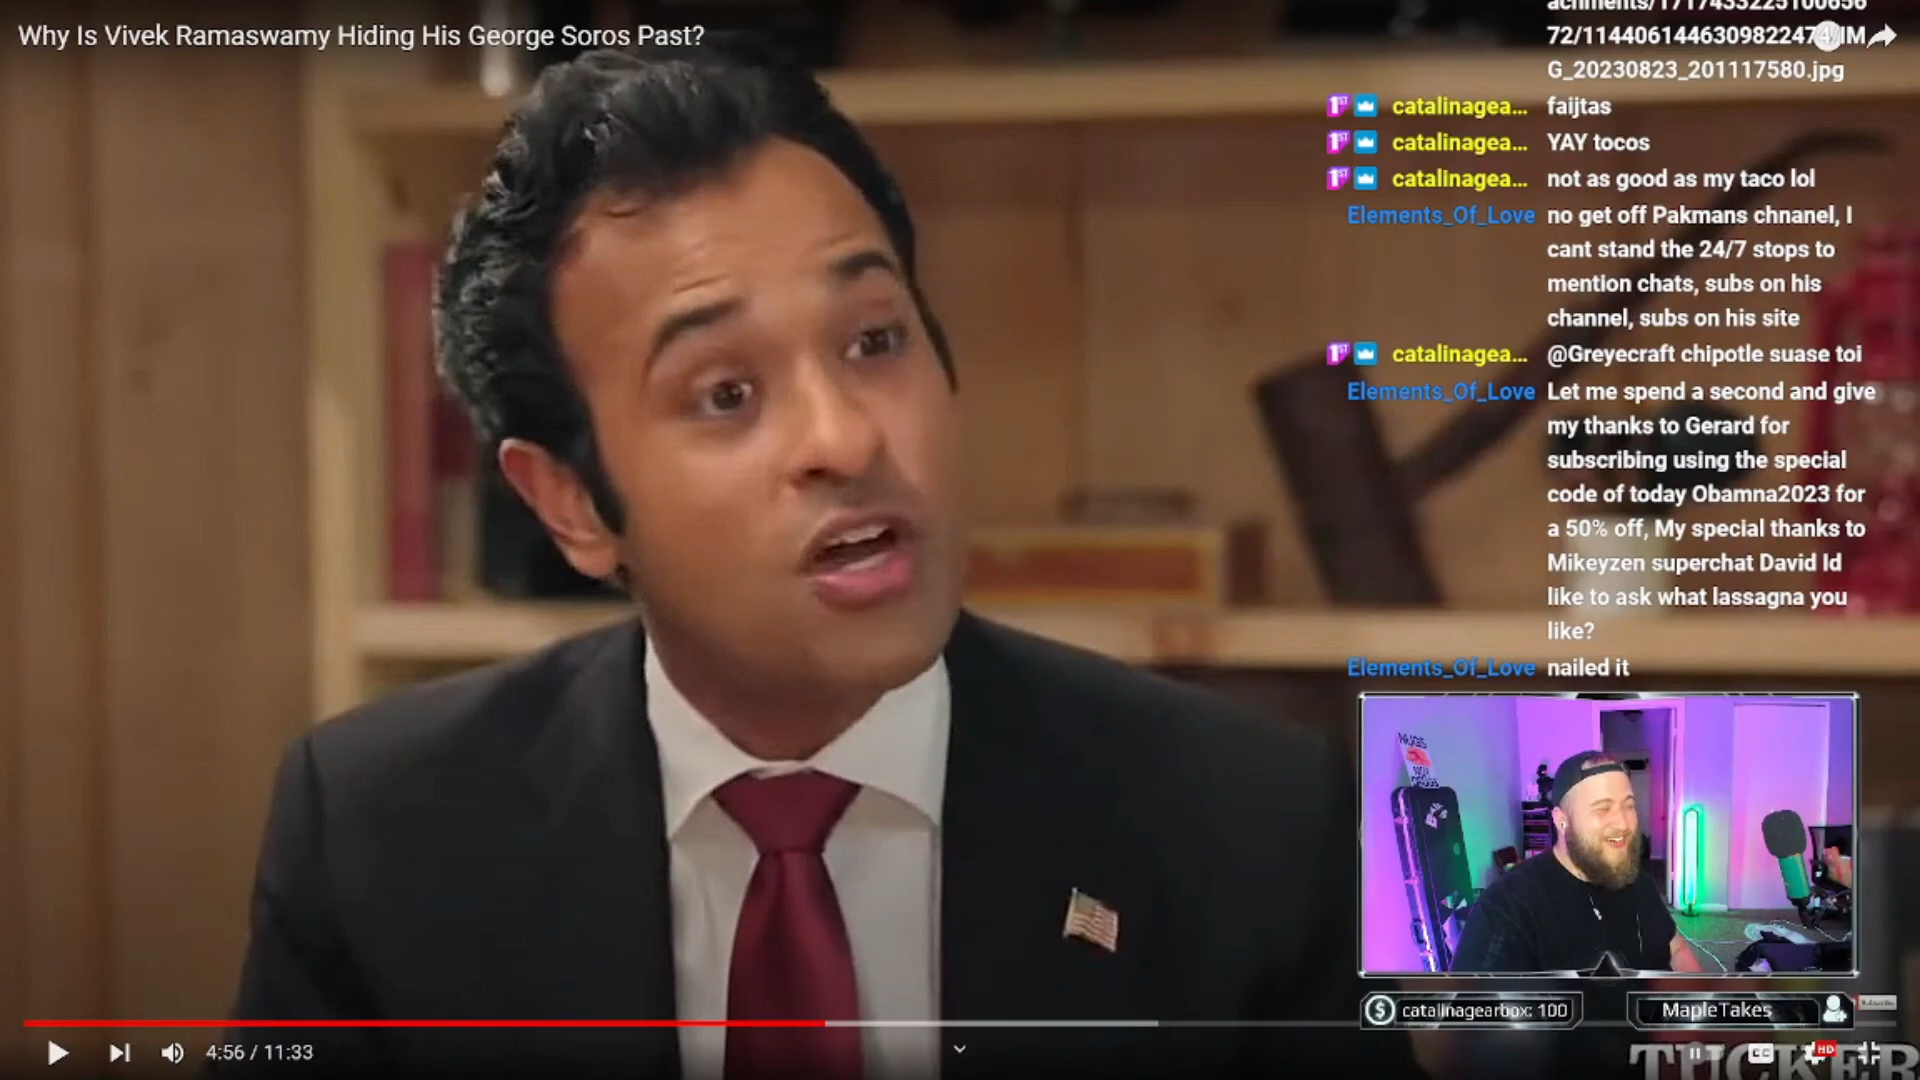 Why Is Vivek Ramaswamy Hiding His George Soros Past?
G_20230823_201117580.jpg
catalinagea... faijtas
catalinagea... YAY tocos
catalinagea... not as good as my taco lol
Elements_Of_Love no get off Pakmans chnanel, I
cant stand the 24/7 stops to
mention chats, subs on his
channel, subs on his site
catalinagea... @Greyecraft chipotle suase toi
Elements_Of_Love Let me spend a second and give
my thanks to Gerard for
subscribing using the special
code of today Obamna2023 for
a 50% off, My special thanks to
Mikeyzen superchat David Id
like to ask what lassagna you
like?
Elements_Of_Love nailed it
NUGS
NOT
catalinagearbox: 100
MapleTakes
4:56 / 11:33
CC
HD
TUCKER